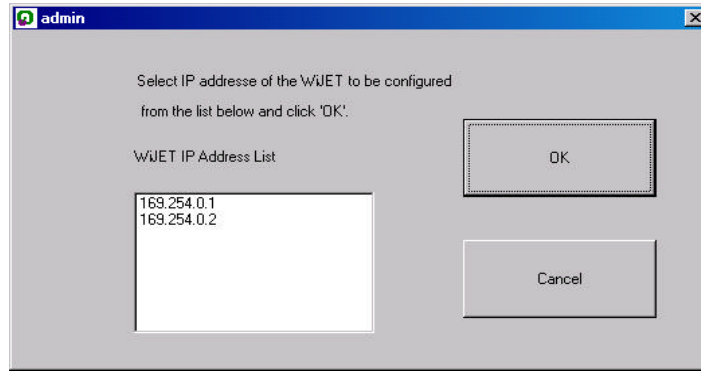 admin
Select IP addresse of the WiJET to be configured
from the list below and click 'OK'.
WiJET IP Address List
169.254.0.1
169.254.0.2
OK
Cancel